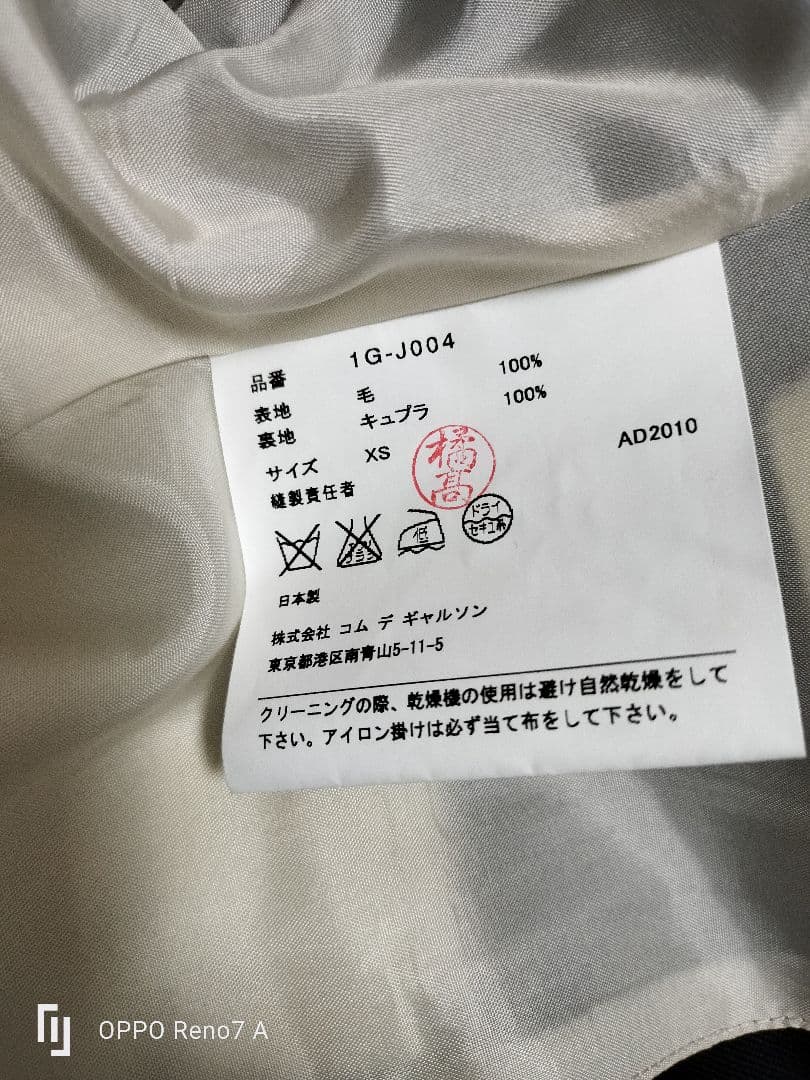 品番 1G-J004
表地 毛 100%
裏地 キュプラ 100%
サイズ XS
AD2010
縫製責任者 橘高
低
ドライ
セキユ系
日本製
株式会社 コム デ ギャルソン
東京都港区南青山5-11-5
クリーニングの際、乾燥機の使用は避け自然乾燥をして
下さい。アイロン掛けは必ず当て布をして下さい。
OPPO Reno7 A